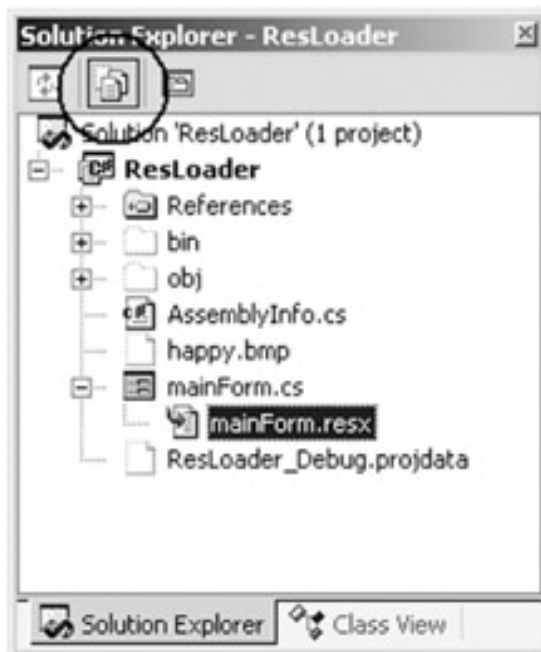 Solution Explorer - ResLoader
Solution 'ResLoader' (1 project)
C#
ResLoader
References
bin
obj
AssemblyInfo.cs
happy.bmp
mainForm.cs
mainForm.resx
ResLoader_Debug.projdata
Solution Explorer
Class View